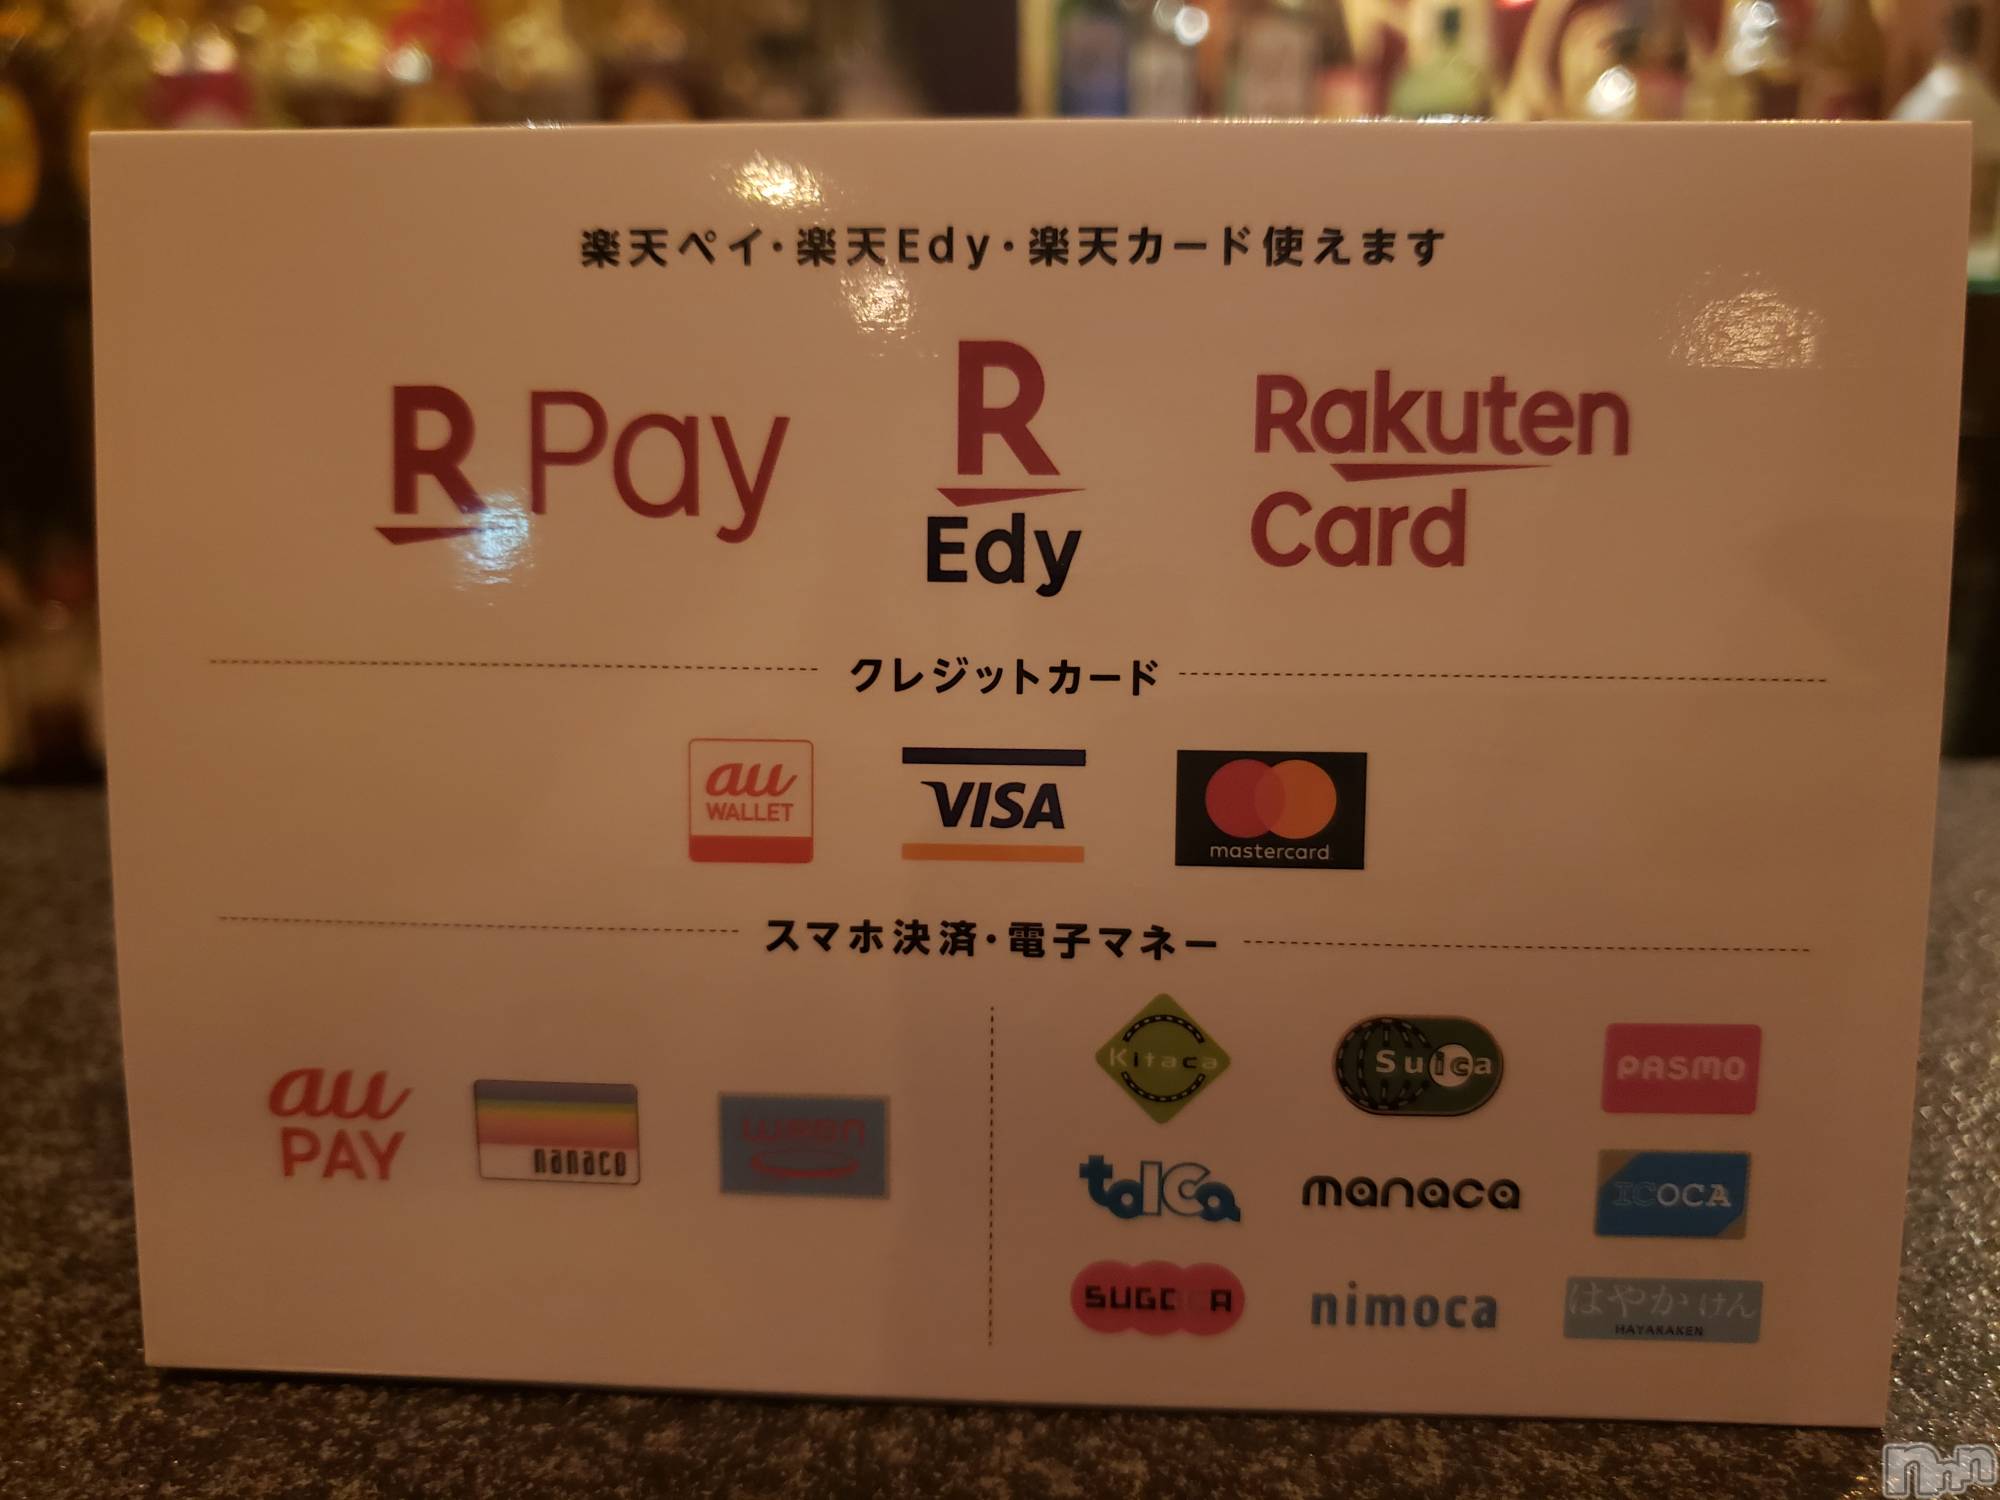 楽天ペイ・楽天Edy・楽天カード使えます
R Pay
R
Edy
Rakuten
Card
クレジットカード
au
WALLET
VISA
mastercard
スマホ決済・電子マネー
au
PAY
nanaco
waon
Kitaca
Suica
PASMO
toICa
manaca
ICOCA
SUGOCA
nimoca
はやかけん
HAYAKAKEN